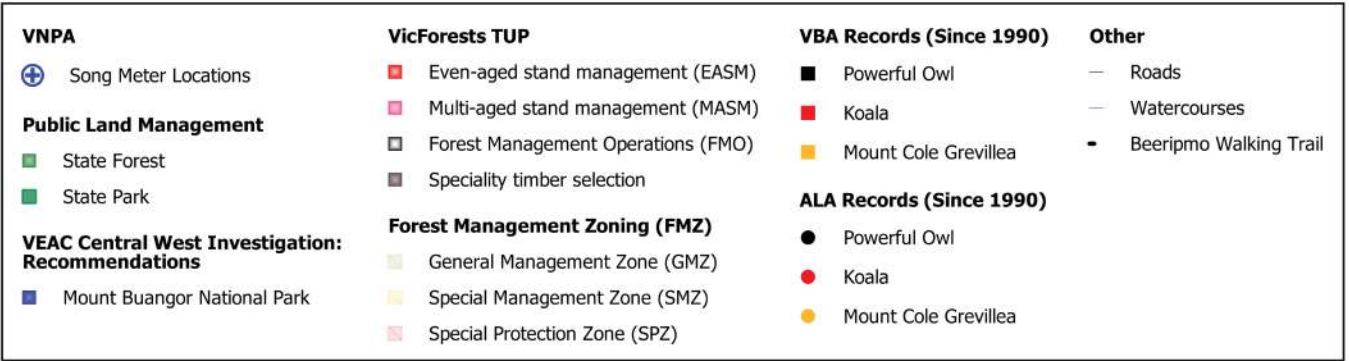 VNPA
Song Meter Locations
Public Land Management
State Forest
State Park
VEAC Central West Investigation:
Recommendations
Mount Buangor National Park
VicForests TUP
Even-aged stand management (EASM)
Multi-aged stand management (MASM)
Forest Management Operations (FMO)
Speciality timber selection
Forest Management Zoning (FMZ)
General Management Zone (GMZ)
Special Management Zone (SMZ)
Special Protection Zone (SPZ)
VBA Records (Since 1990)
Powerful Owl
Koala
Mount Cole Grevillea
ALA Records (Since 1990)
Powerful Owl
Koala
Mount Cole Grevillea
Other
Roads
Watercourses
Beeripmo Walking Trail